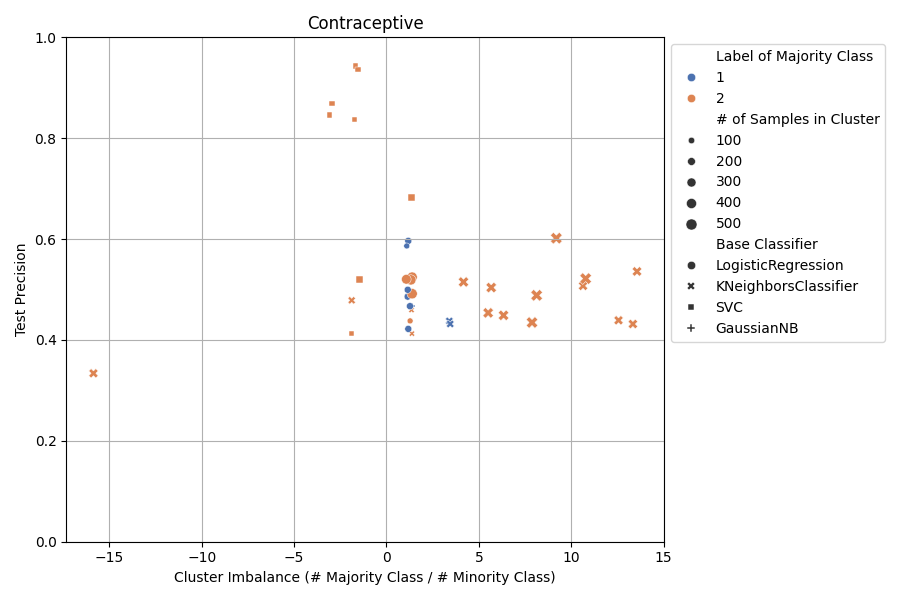 Contraceptive
Test Precision
1.0
0.8
0.6
0.4
0.2
0.0
−15
−10
−5
0
5
10
15
Cluster Imbalance (# Majority Class / # Minority Class)
Label of Majority Class
1
2
# of Samples in Cluster
100
200
300
400
500
Base Classifier
LogisticRegression
KNeighborsClassifier
SVC
GaussianNB